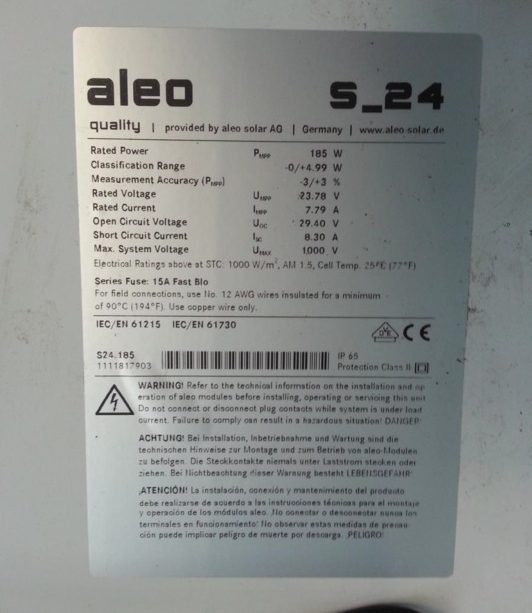 aleo S_24
quality | provided by aleo solar AG | Germany | www.aleo-solar.de
Rated Power P_MPP 185 W
Classification Range -0/+4.99 W
Measurement Accuracy (P_MPP) -3/+3 %
Rated Voltage U_MPP 23.78 V
Rated Current I_MPP 7.79 A
Open Circuit Voltage U_OC 29.40 V
Short Circuit Current I_SC 8.30 A
Max. System Voltage U_MAX 1,000 V
Electrical Ratings above at STC: 1000 W/m², AM 1.5, Cell Temp. 25°C (77°F)
Series Fuse: 15A Fast Blo
For field connections, use No. 12 AWG wires insulated for a minimum
of 90°C (194°F). Use copper wire only.
IEC/EN 61215 IEC/EN 61730
VDE CE
S24.185 IP 65
1111817903 Protection Class II
WARNING! Refer to the technical information on the installation and op
eration of aleo modules before installing, operating or servicing this unit
Do not connect or disconnect plug contacts while system is under load
current. Failure to comply can result in a hazardous situation! DANGER!
ACHTUNG! Bei Installation, Inbetriebnahme und Wartung sind die
technischen Hinweise zur Montage und zum Betrieb von aleo-Modulen
zu befolgen. Die Steckkontakte niemals unter Laststrom stecken oder
ziehen. Bei Nichtbeachtung dieser Warnung besteht LEBENSGEFAHR!
¡ATENCIÓN! La instalación, conexión y mantenimiento del producto
debe realizarse de acuerdo a las instrucciones técnicas para el montaje
y operación de los módulos aleo. ¡No conectar o desconectar nunca los
terminales en funcionamiento! No observar estas medidas de precau-
ción puede implicar peligro de muerte por descarga. ¡PELIGRO!